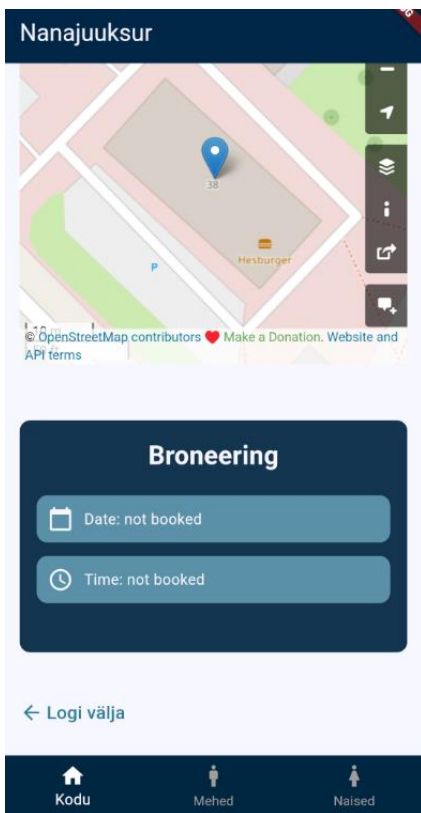 Nanajuuksur
38
Hesburger
P
© OpenStreetMap contributors ❤ Make a Donation. Website and
API terms
Broneering
Date: not booked
Time: not booked
← Logi välja
Kodu
Mehed
Naised